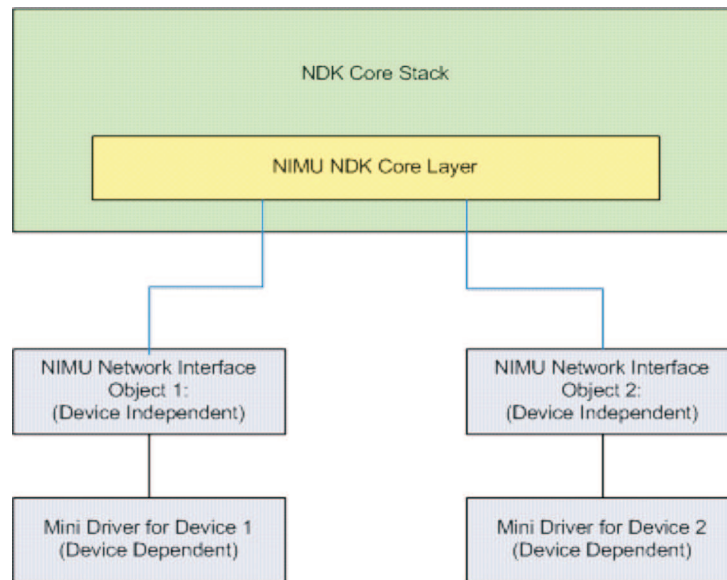 NDK Core Stack
NIMU NDK Core Layer
NIMU Network Interface
Object 1:
(Device Independent)
NIMU Network Interface
Object 2:
(Device Independent)
Mini Driver for Device 1
(Device Dependent)
Mini Driver for Device 2
(Device Dependent)